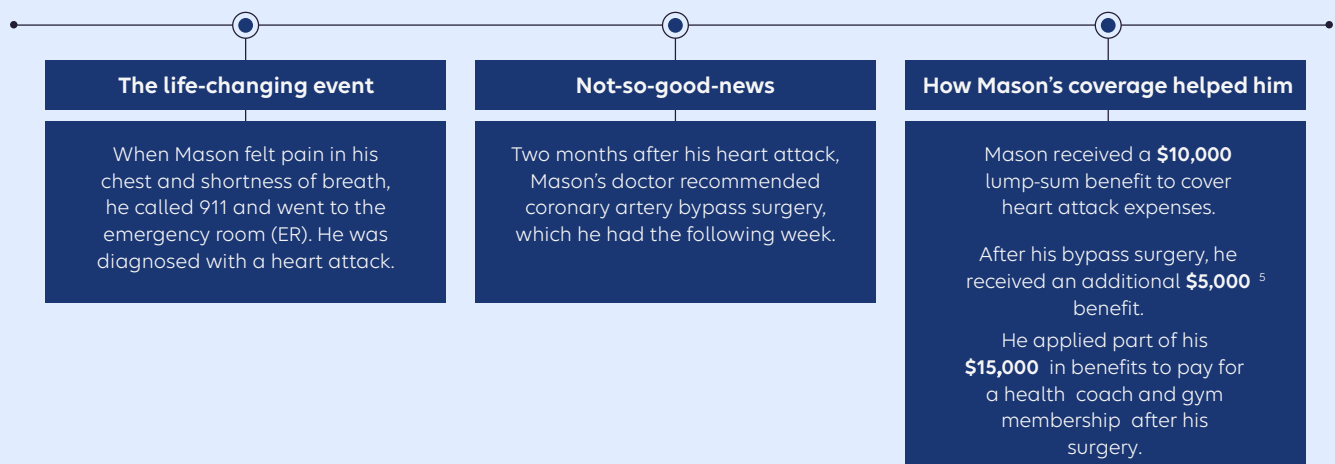 The life-changing event
When Mason felt pain in his
chest and shortness of breath,
he called 911 and went to the
emergency room (ER). He was
diagnosed with a heart attack.
Not-so-good-news
Two months after his heart attack,
Mason's doctor recommended
coronary artery bypass surgery,
which he had the following week.
How Mason's coverage helped him
Mason received a $10,000
lump-sum benefit to cover
heart attack expenses.
After his bypass surgery, he
received an additional $5,000 ⁵
benefit.
He applied part of his
$15,000 in benefits to pay for
a health coach and gym
membership after his
surgery.